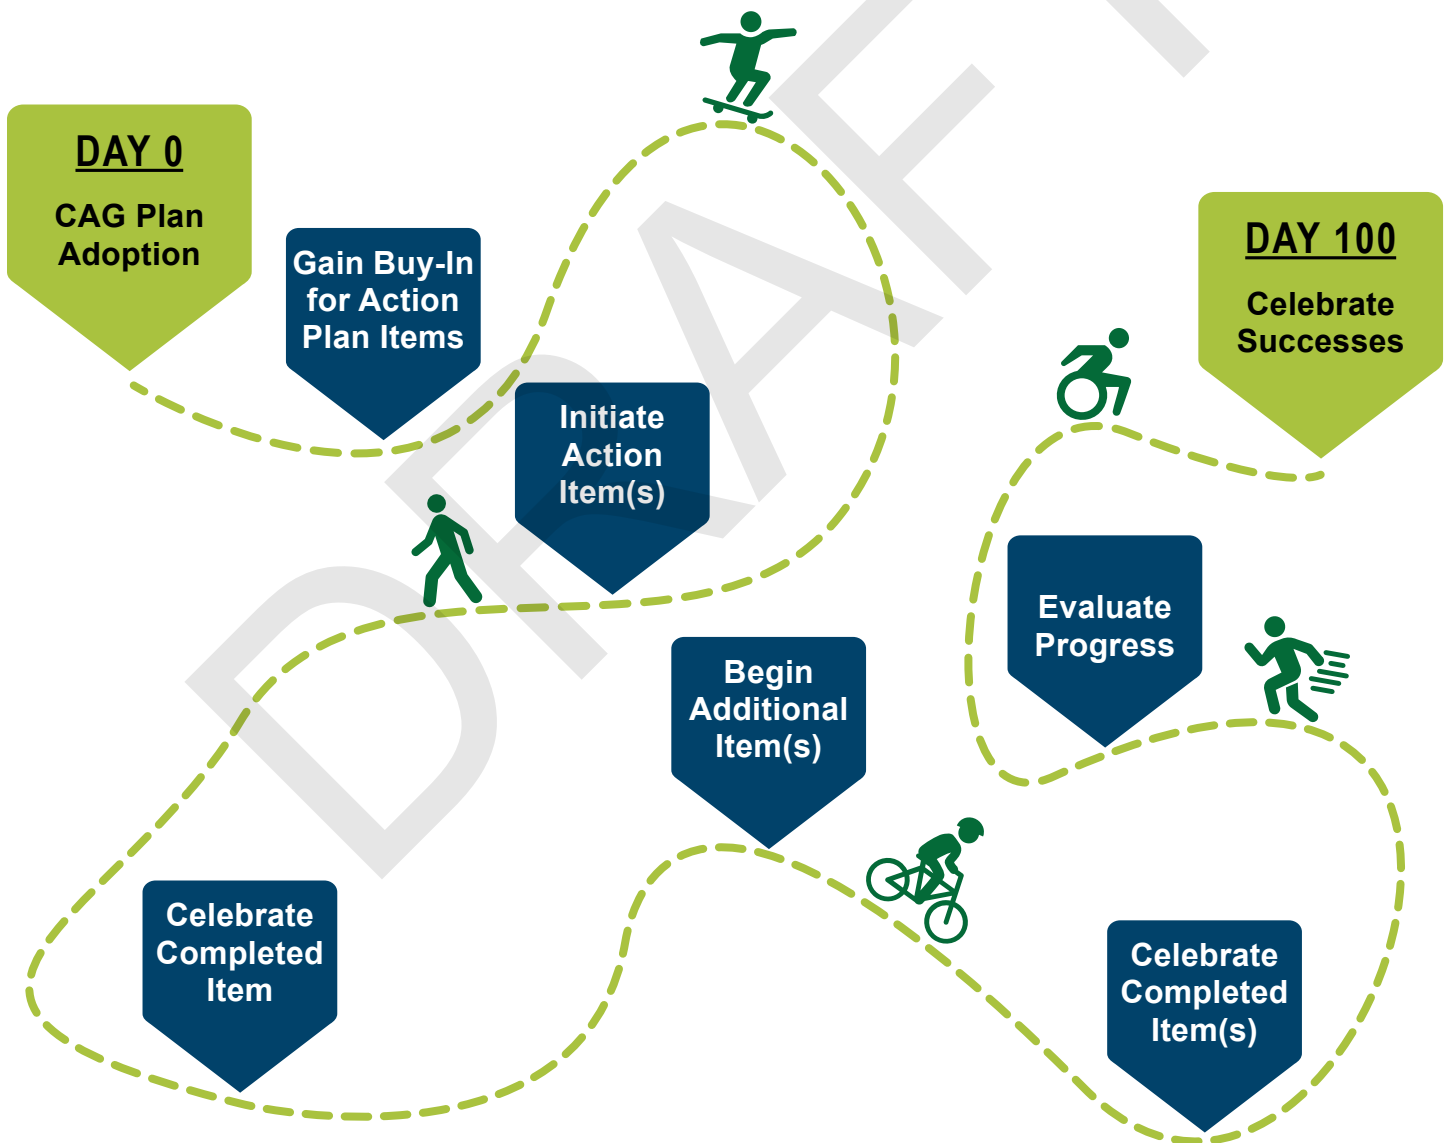 DAY 0
CAG Plan
Adoption
Gain Buy-In
for Action
Plan Items
Initiate
Action
Item(s)
Celebrate
Completed
Item
Begin
Additional
Item(s)
Celebrate
Completed
Item(s)
Evaluate
Progress
DAY 100
Celebrate
Successes
DRAFT